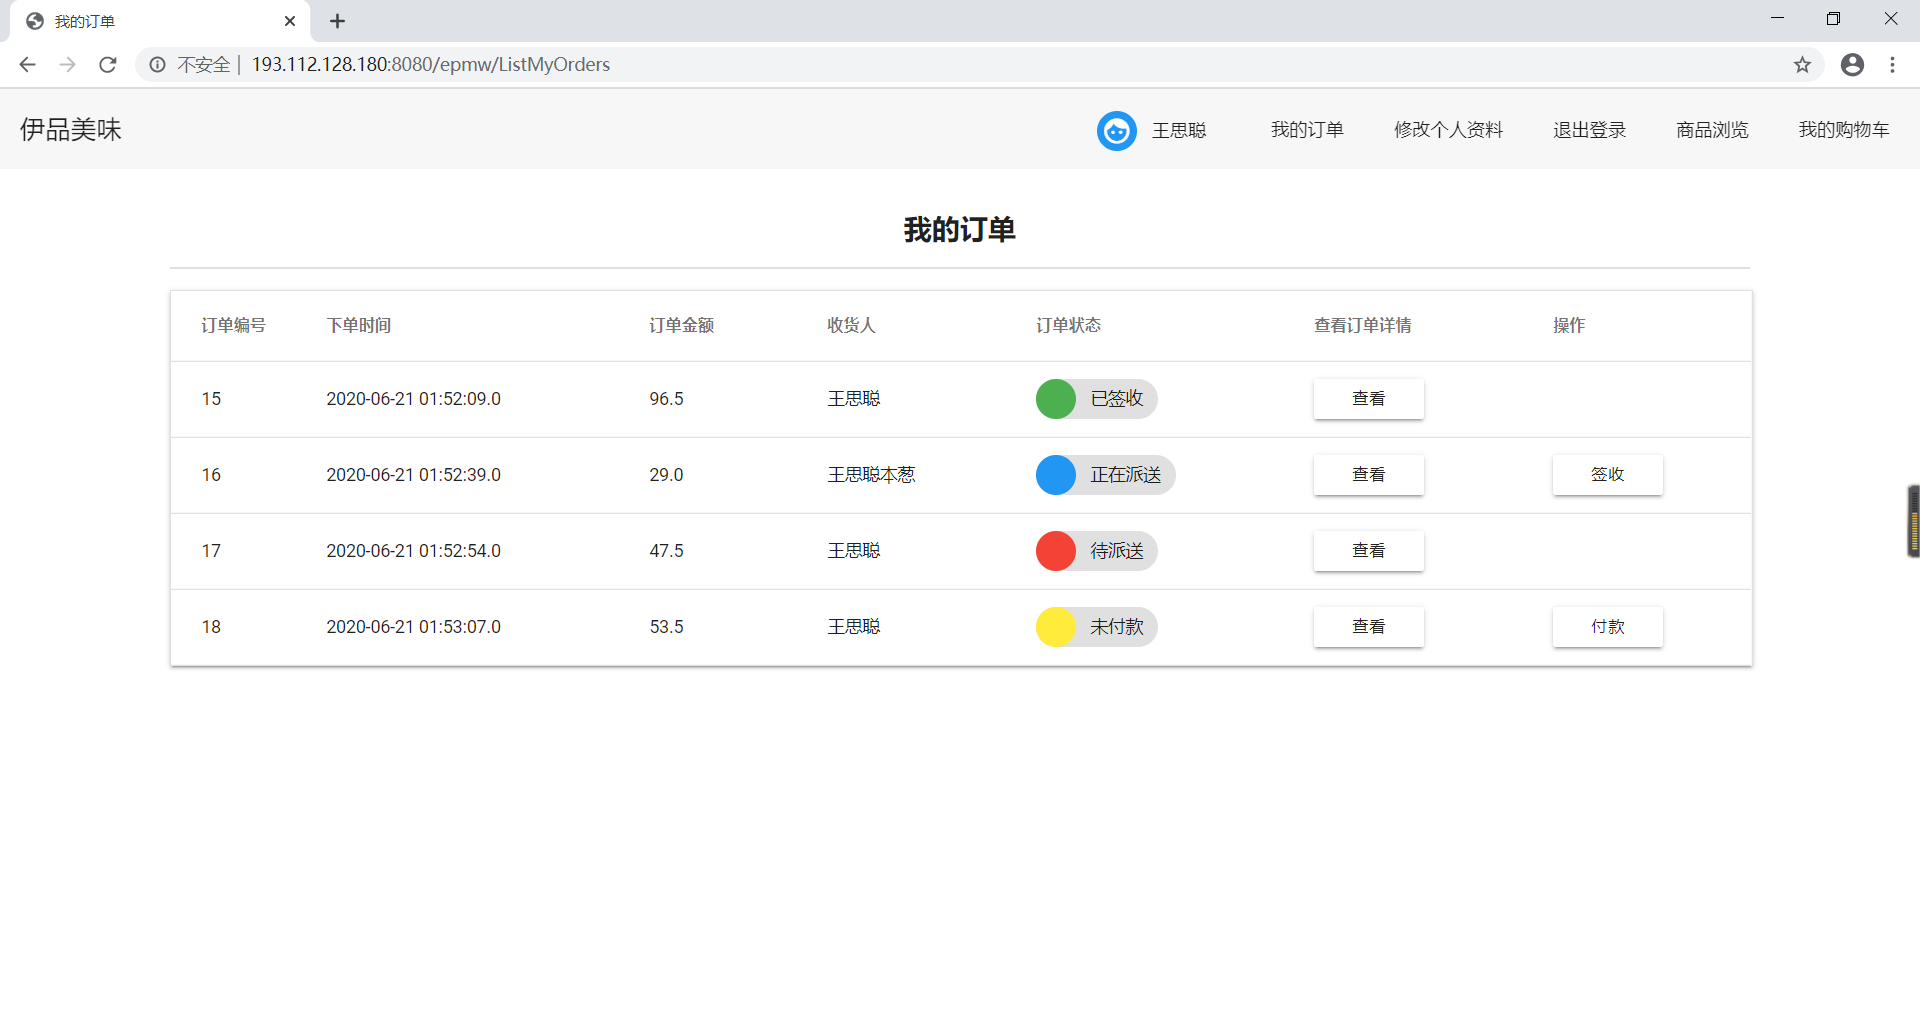 我的订单
不安全 | 193.112.128.180:8080/epmw/ListMyOrders
伊品美味 王思聪 我的订单 修改个人资料 退出登录 商品浏览 我的购物车
我的订单
订单编号 下单时间 订单金额 收货人 订单状态 查看订单详情 操作
15 2020-06-21 01:52:09.0 96.5 王思聪 已签收 查看
16 2020-06-21 01:52:39.0 29.0 王思聪本葱 正在派送 查看 签收
17 2020-06-21 01:52:54.0 47.5 王思聪 待派送 查看
18 2020-06-21 01:53:07.0 53.5 王思聪 未付款 查看 付款